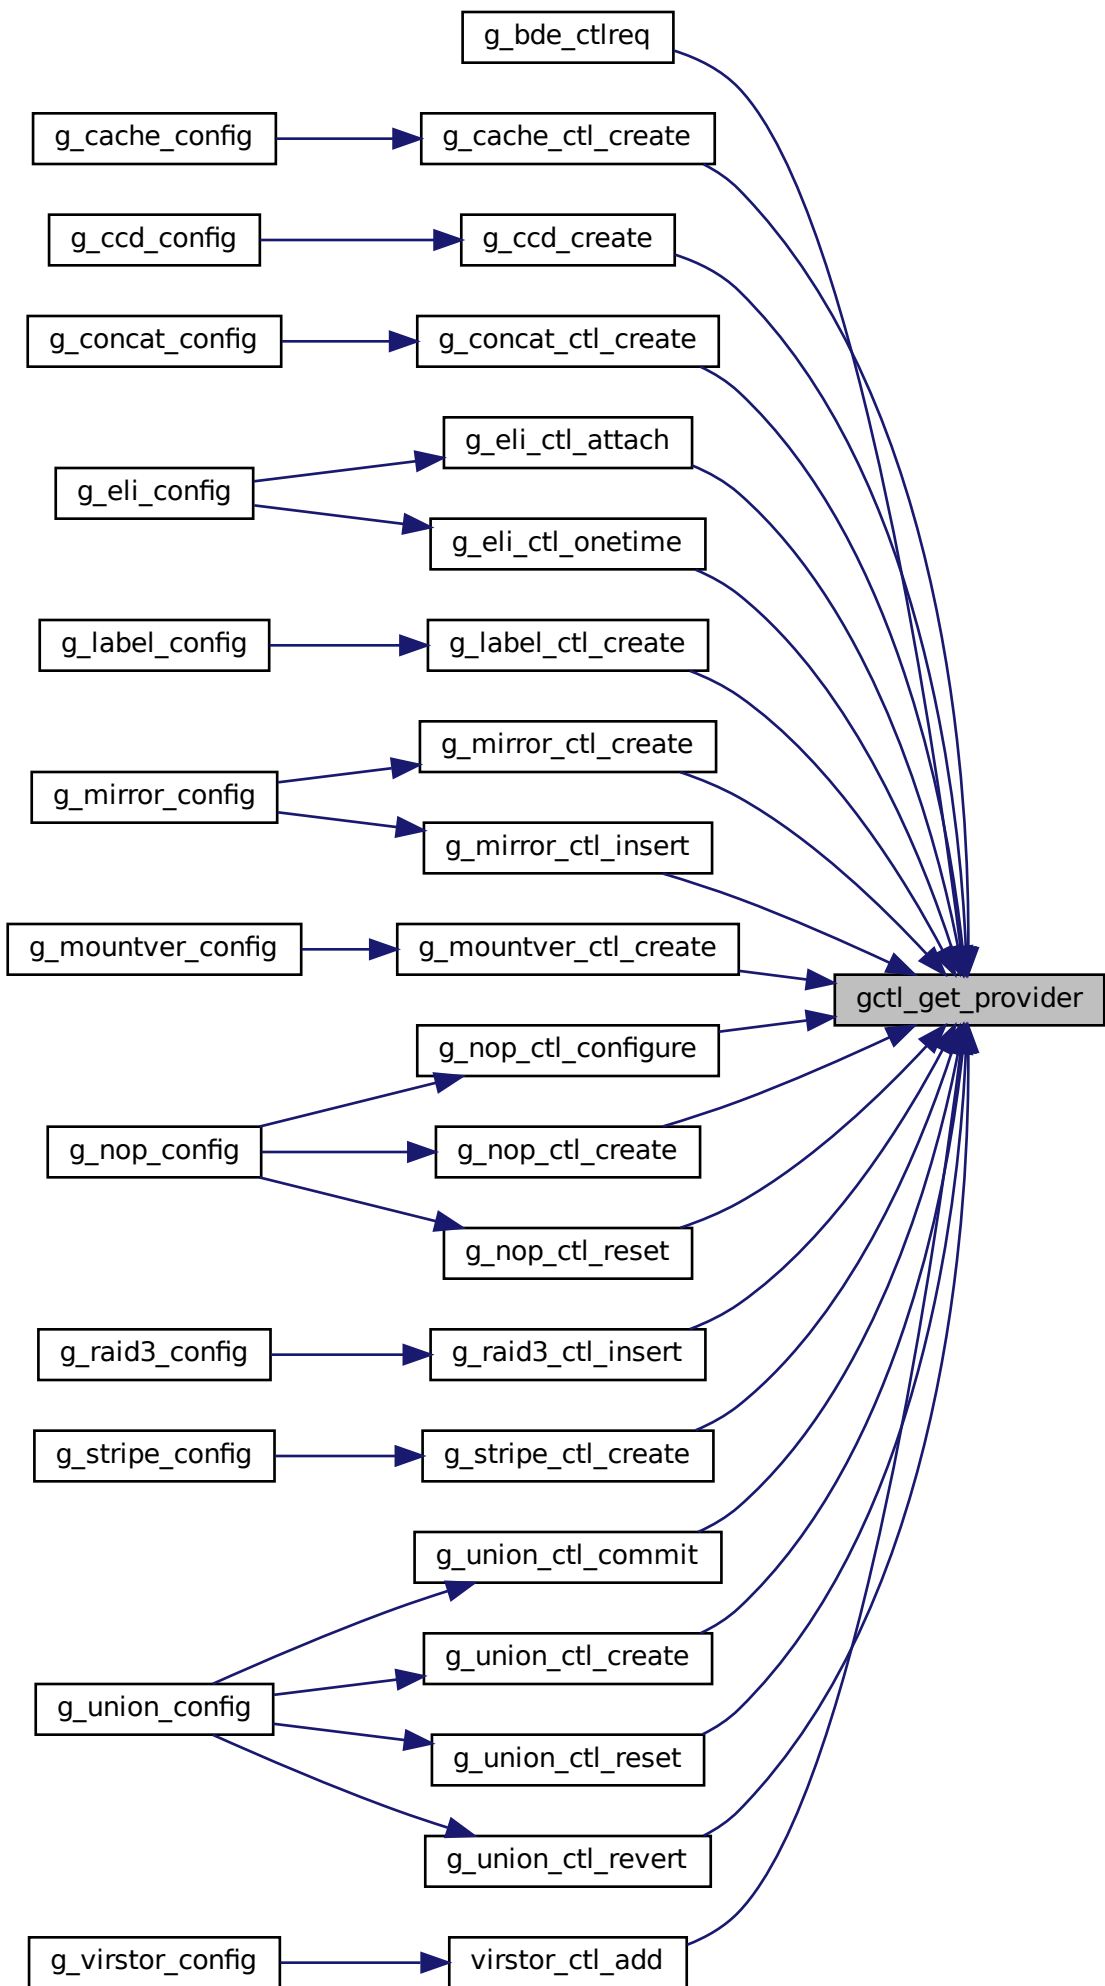 g_bde_ctlreq
g_cache_config
g_cache_ctl_create
g_ccd_config
g_ccd_create
g_concat_config
g_concat_ctl_create
g_eli_ctl_attach
g_eli_config
g_eli_ctl_onetime
g_label_config
g_label_ctl_create
g_mirror_ctl_create
g_mirror_config
g_mirror_ctl_insert
g_mountver_config
g_mountver_ctl_create
gctl_get_provider
g_nop_ctl_configure
g_nop_config
g_nop_ctl_create
g_nop_ctl_reset
g_raid3_config
g_raid3_ctl_insert
g_stripe_config
g_stripe_ctl_create
g_union_ctl_commit
g_union_ctl_create
g_union_config
g_union_ctl_reset
g_union_ctl_revert
g_virstor_config
virstor_ctl_add